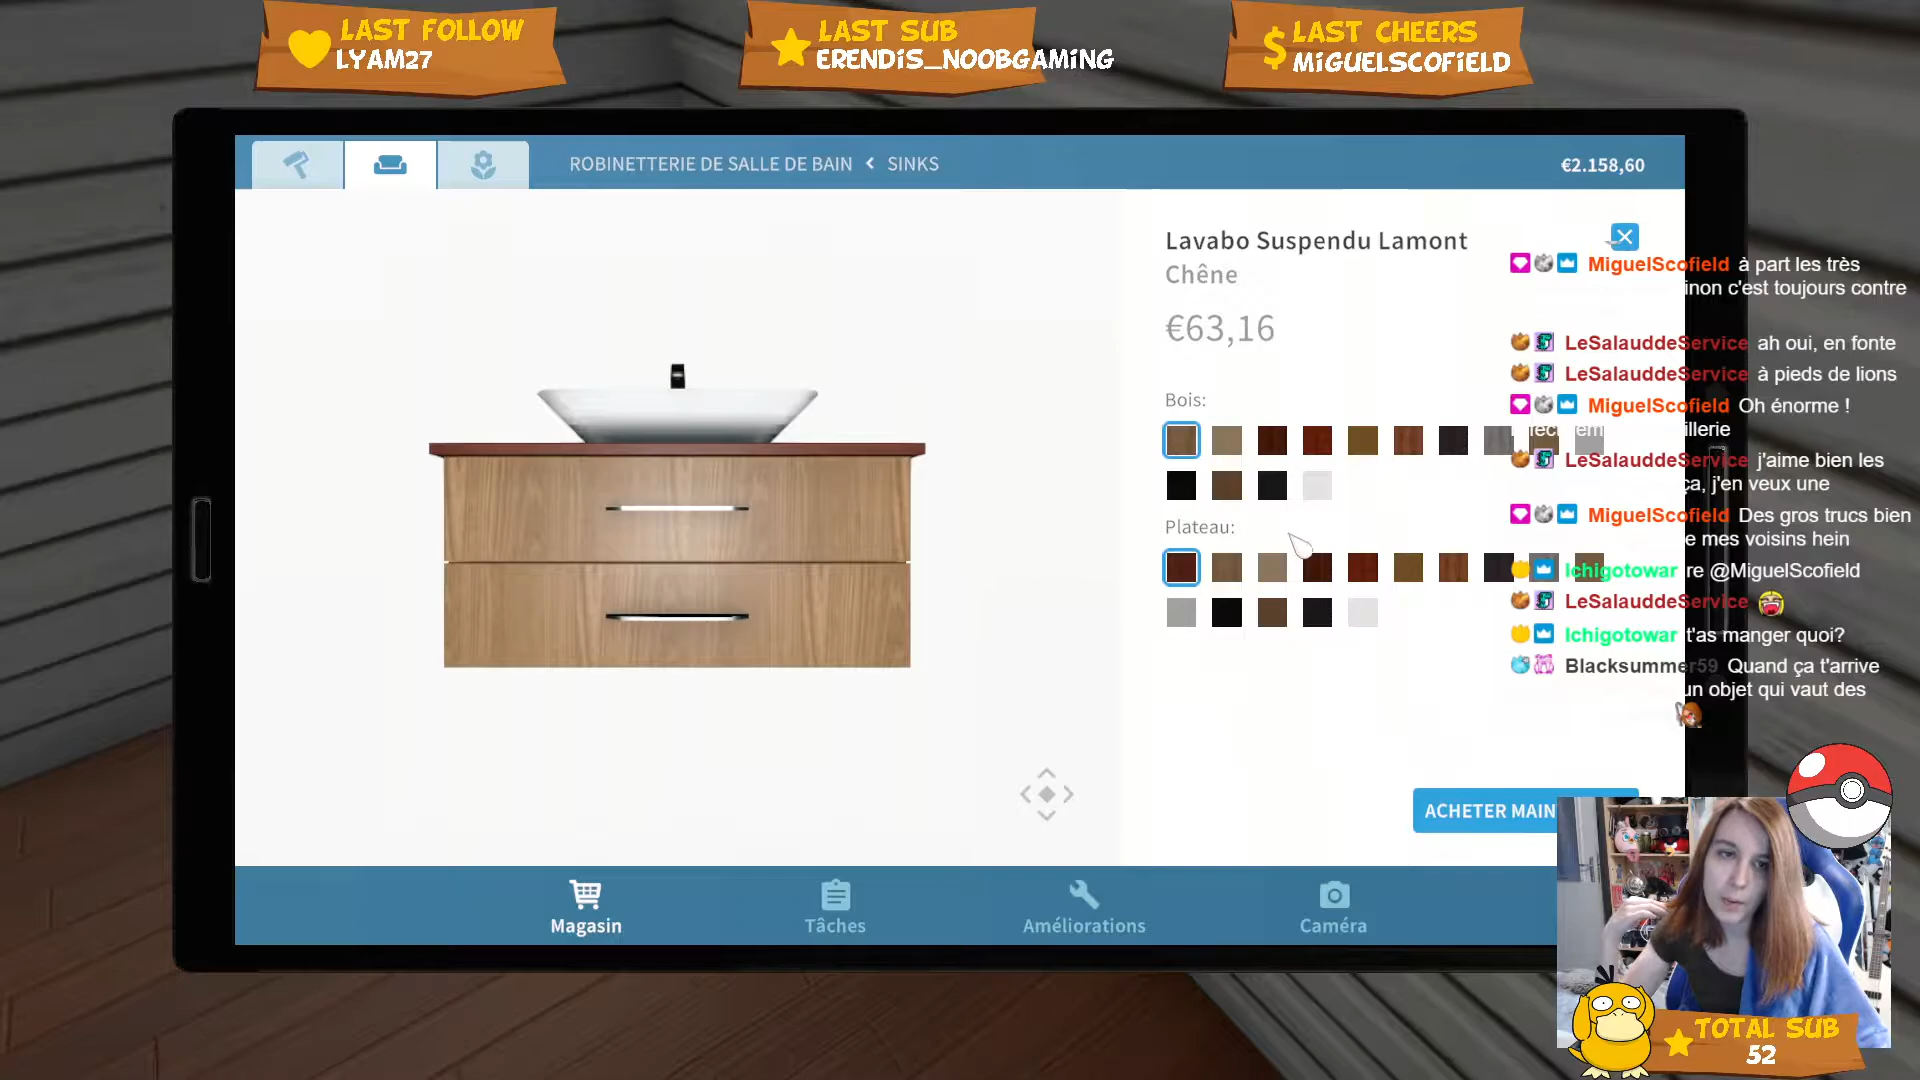 LAST FOLLOW
LYAM27
LAST SUB
ERENDIS_NOOBGAMING
LAST CHEERS
MIGUELSCOFIELD
ROBINETTERIE DE SALLE DE BAIN < SINKS
€2.158,60
Lavabo Suspendu Lamont
Chêne
€63,16
Bois:
Plateau:
ACHETER MAIN
MiguelScofield à part les très
inon c'est toujours contre
LeSalauddeService ah oui, en fonte
LeSalauddeService à pieds de lions
MiguelScofield Oh énorme !
illerie
LeSalauddeService j'aime bien les
ça, j'en veux une
MiguelScofield Des gros trucs bien
e mes voisins hein
Ichigotowar re @MiguelScofield
LeSalauddeService
Ichigotowar t'as manger quoi?
Blacksummer59 Quand ça t'arrive
un objet qui vaut des
Magasin
Tâches
Améliorations
Caméra
TOTAL SUB
52